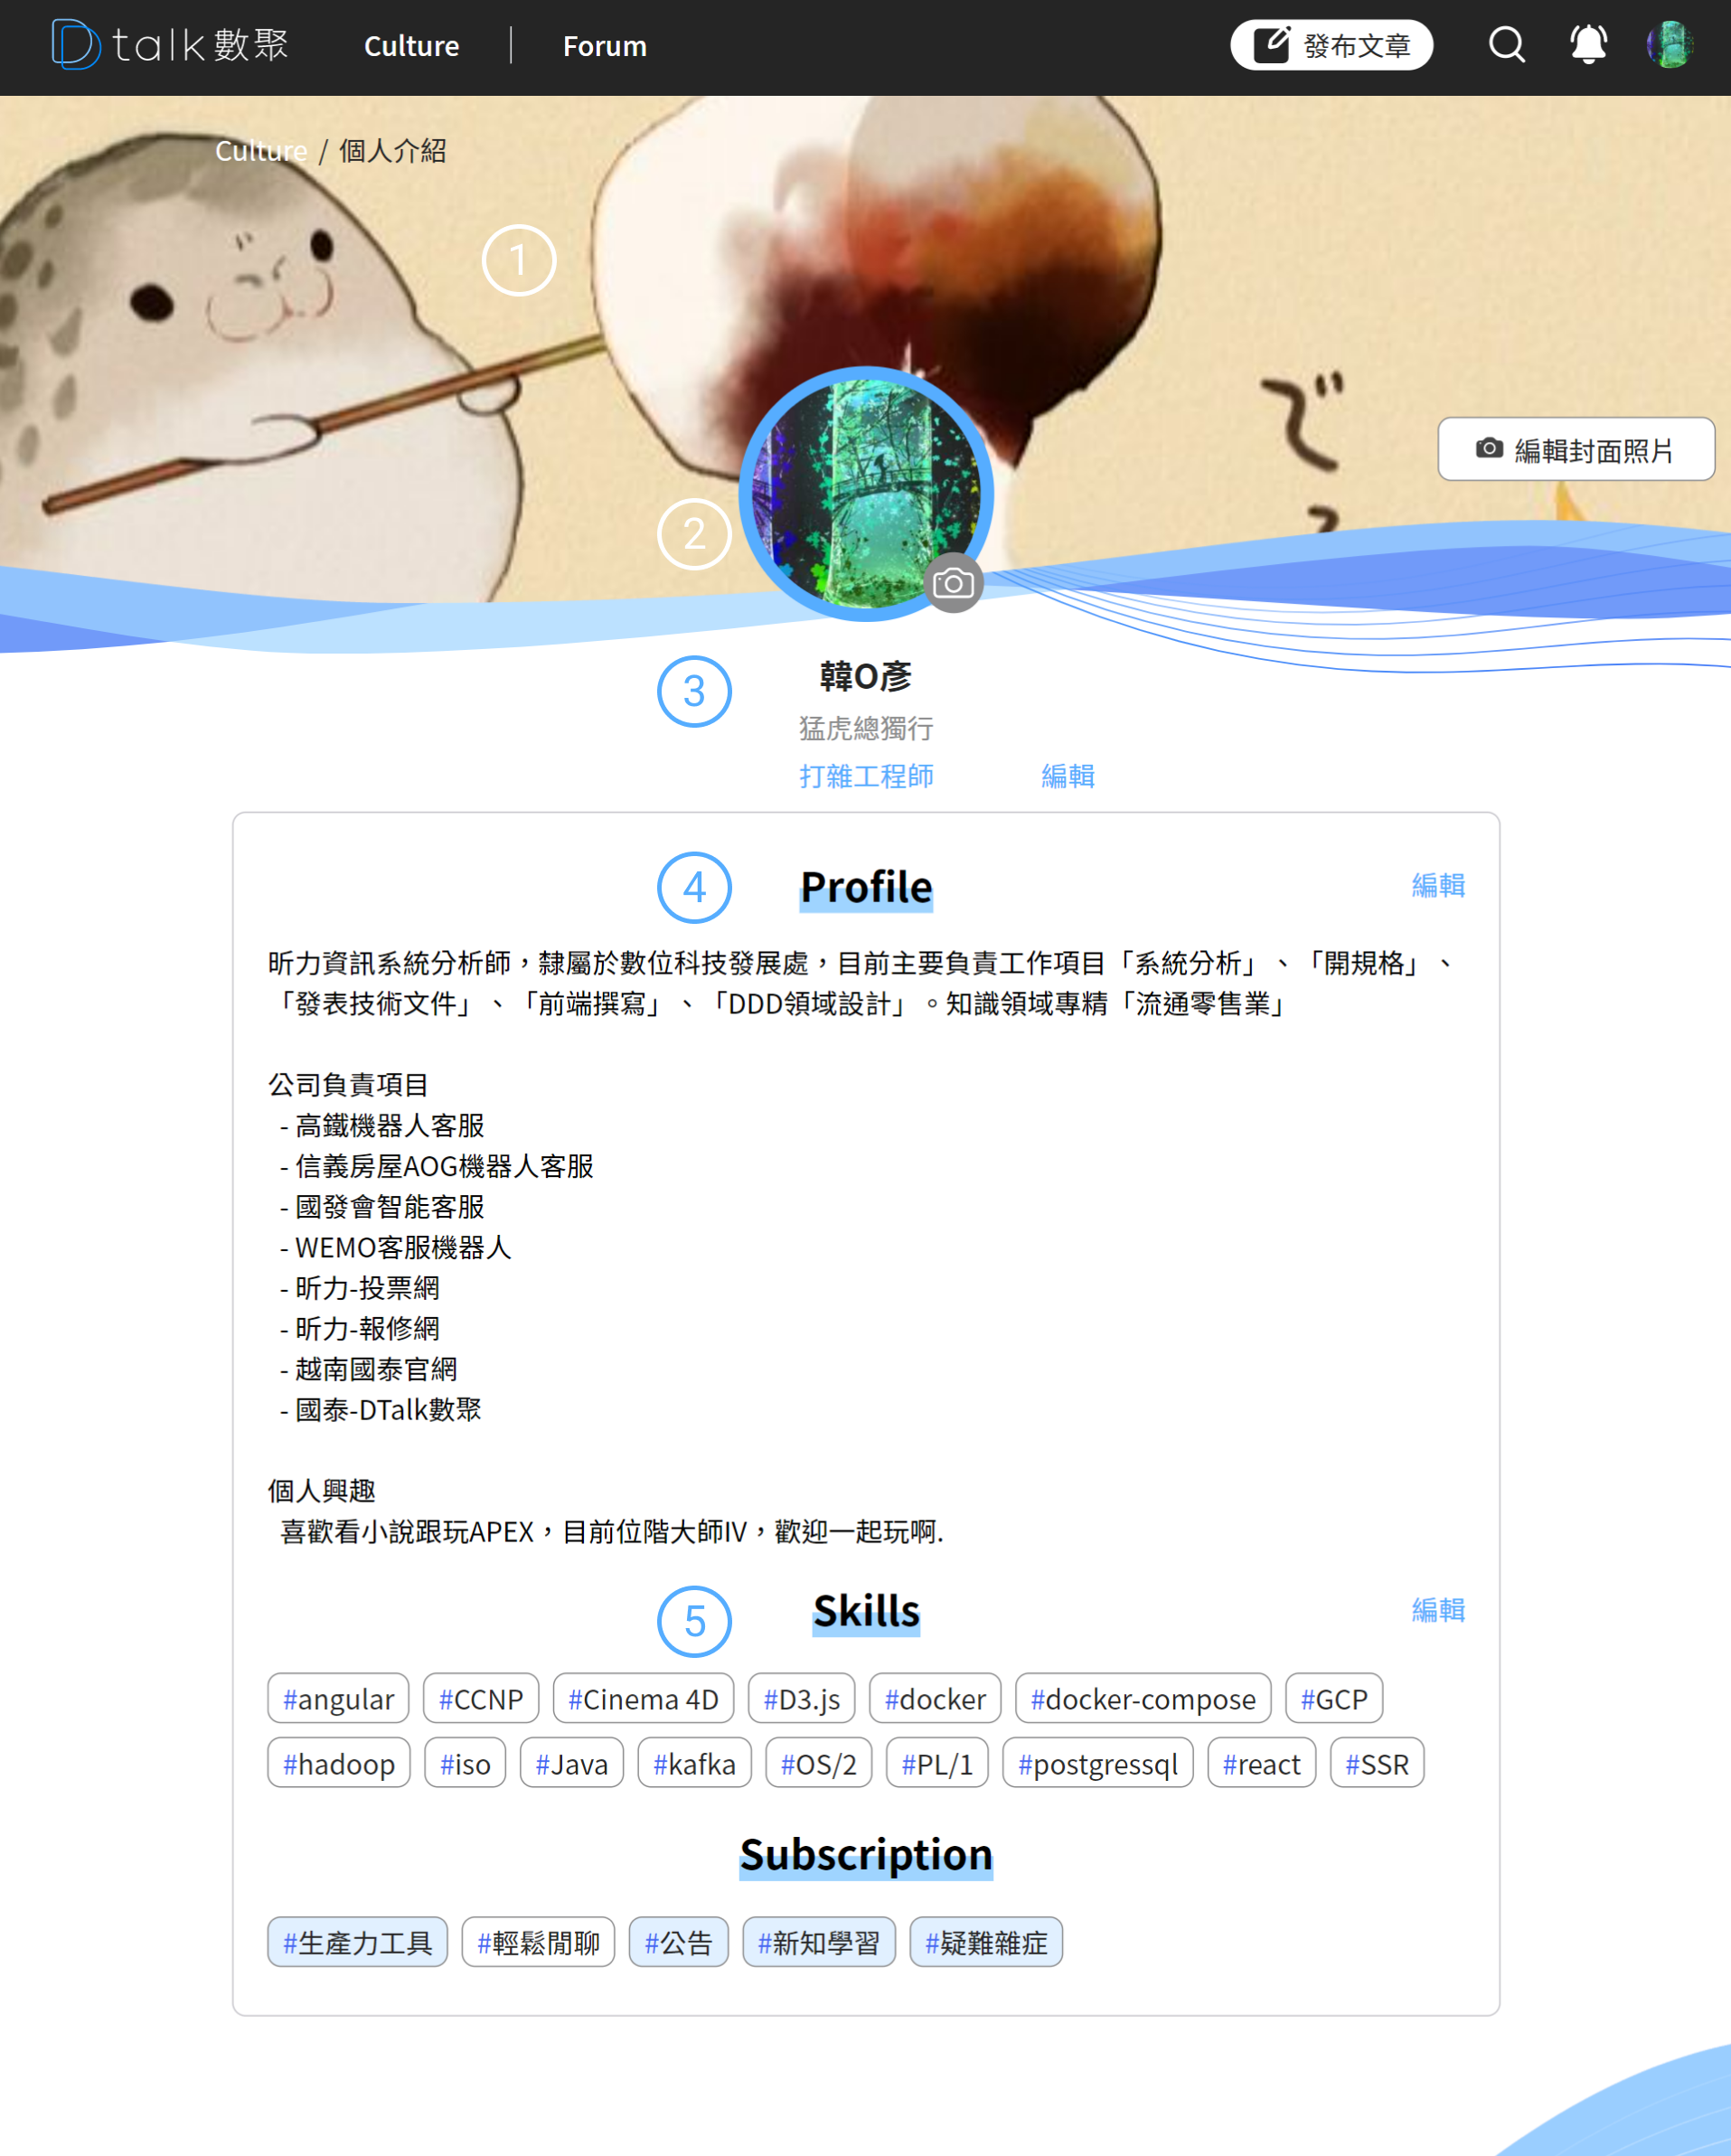 Dtalk數聚 Culture | Forum 發布文章
Culture / 個人介紹
1
で
編輯封面照片
2
3 韓O彥
猛虎總獨行
打雜工程師 編輯
4 Profile 編輯
昕力資訊系統分析師，隸屬於數位科技發展處，目前主要負責工作項目「系統分析」、「開規格」、
「發表技術文件」、「前端撰寫」、「DDD領域設計」。知識領域專精「流通零售業」
公司負責項目
- 高鐵機器人客服
- 信義房屋AOG機器人客服
- 國發會智能客服
- WEMO客服機器人
- 昕力-投票網
- 昕力-報修網
- 越南國泰官網
- 國泰-DTalk數聚
個人興趣
喜歡看小說跟玩APEX，目前位階大師IV，歡迎一起玩啊.
5 Skills 編輯
#angular #CCNP #Cinema 4D #D3.js #docker #docker-compose #GCP
#hadoop #iso #Java #kafka #OS/2 #PL/1 #postgressql #react #SSR
Subscription
#生產力工具 #輕鬆閒聊 #公告 #新知學習 #疑難雜症